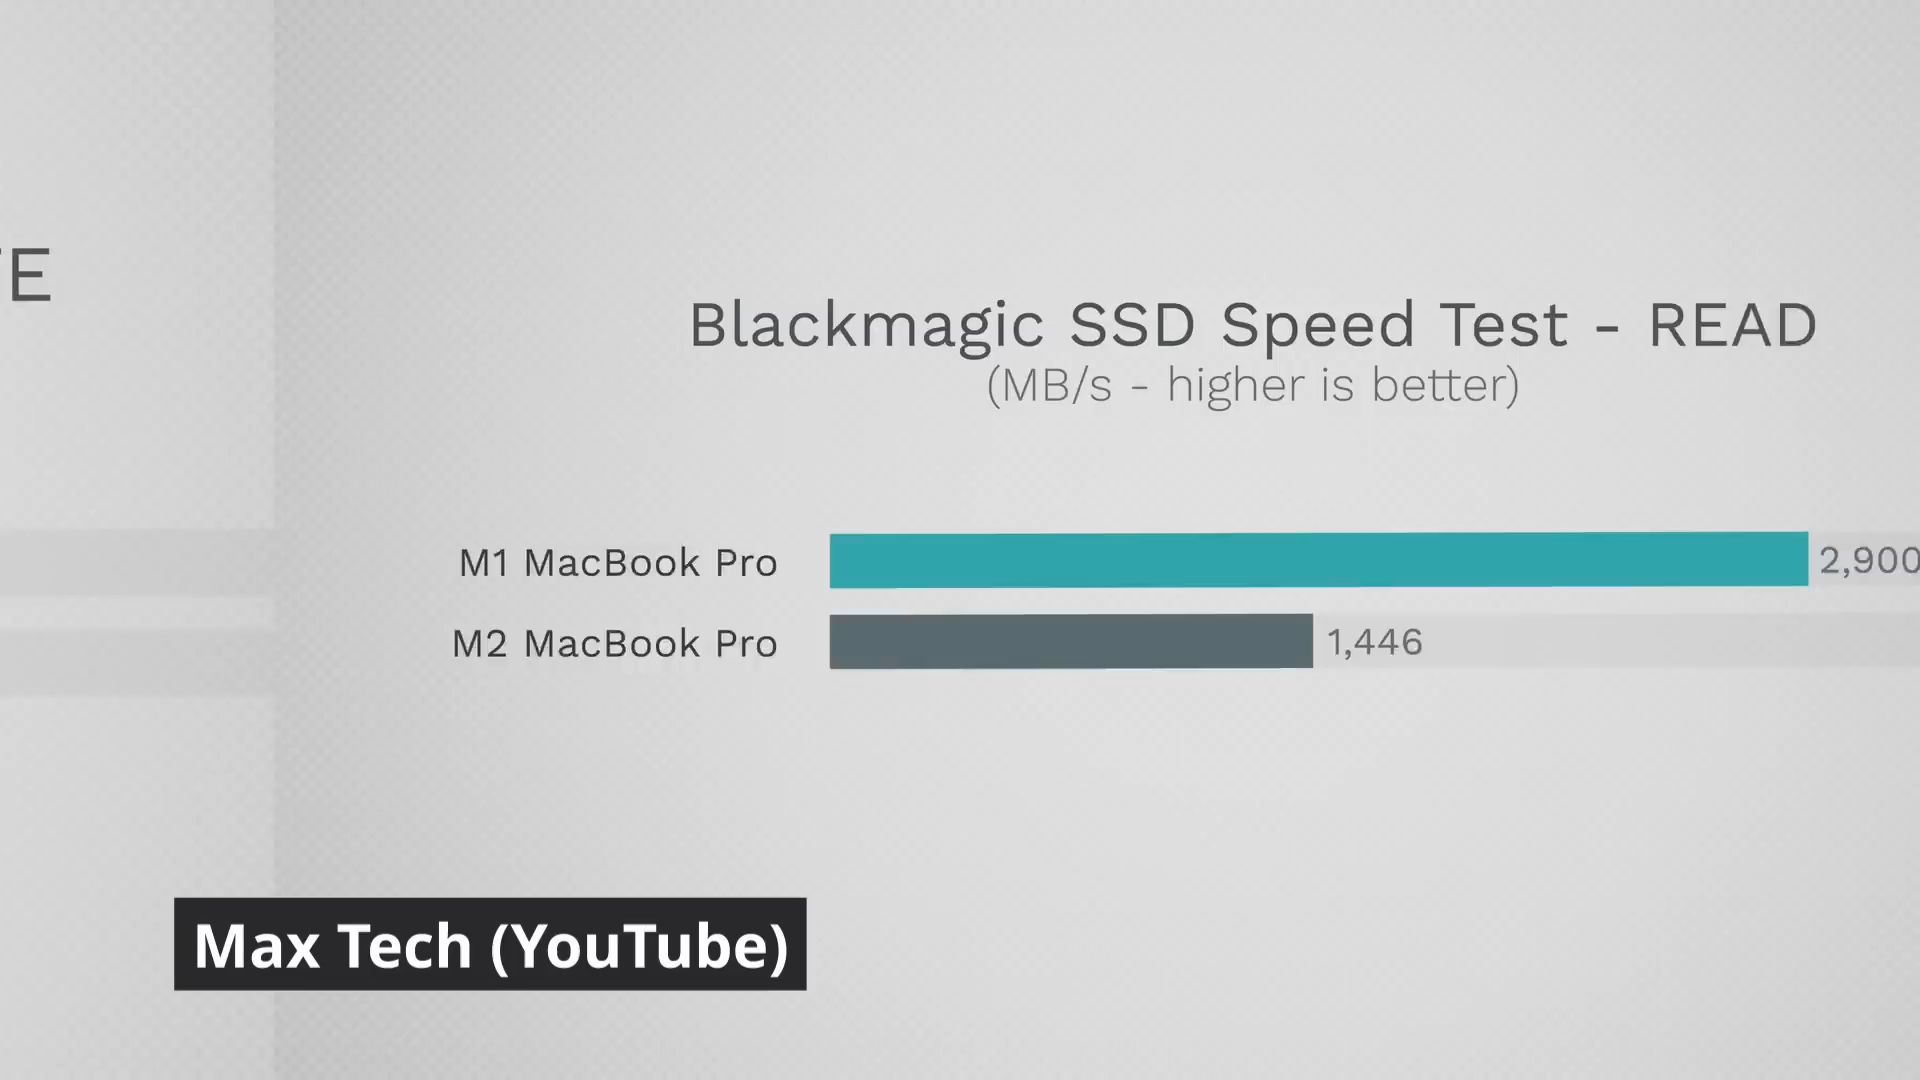 Blackmagic SSD Speed Test - READ
(MB/s - higher is better)
M1 MacBook Pro 2,900
M2 MacBook Pro 1,446
Max Tech (YouTube)